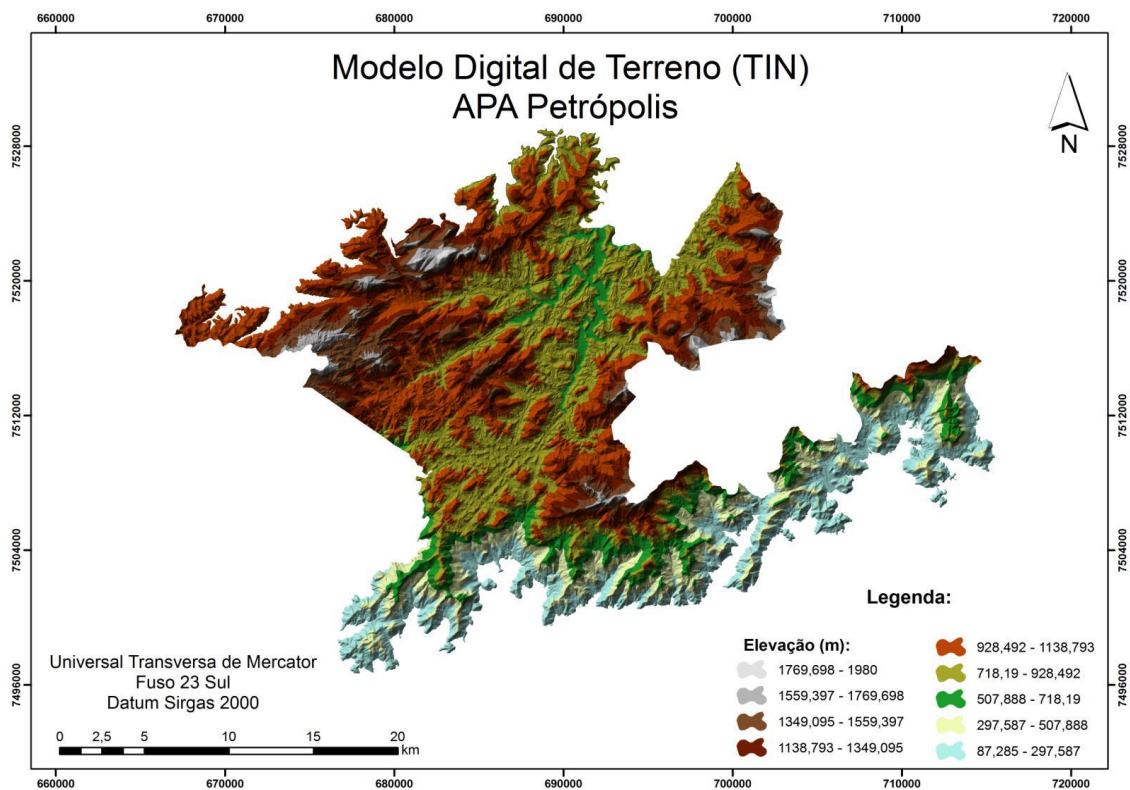 660000 670000 680000 690000 700000 710000 720000
Modelo Digital de Terreno (TIN)
APA Petrópolis
N
7528000 7528000
7520000 7520000
7512000 7512000
7504000 7504000
7496000 7496000
Legenda:
Elevação (m):
1769,698 - 1980
1559,397 - 1769,698
1349,095 - 1559,397
1138,793 - 1349,095
928,492 - 1138,793
718,19 - 928,492
507,888 - 718,19
297,587 - 507,888
87,285 - 297,587
Universal Transversa de Mercator
Fuso 23 Sul
Datum Sirgas 2000
0 2,5 5 10 15 20
km
660000 670000 680000 690000 700000 710000 720000